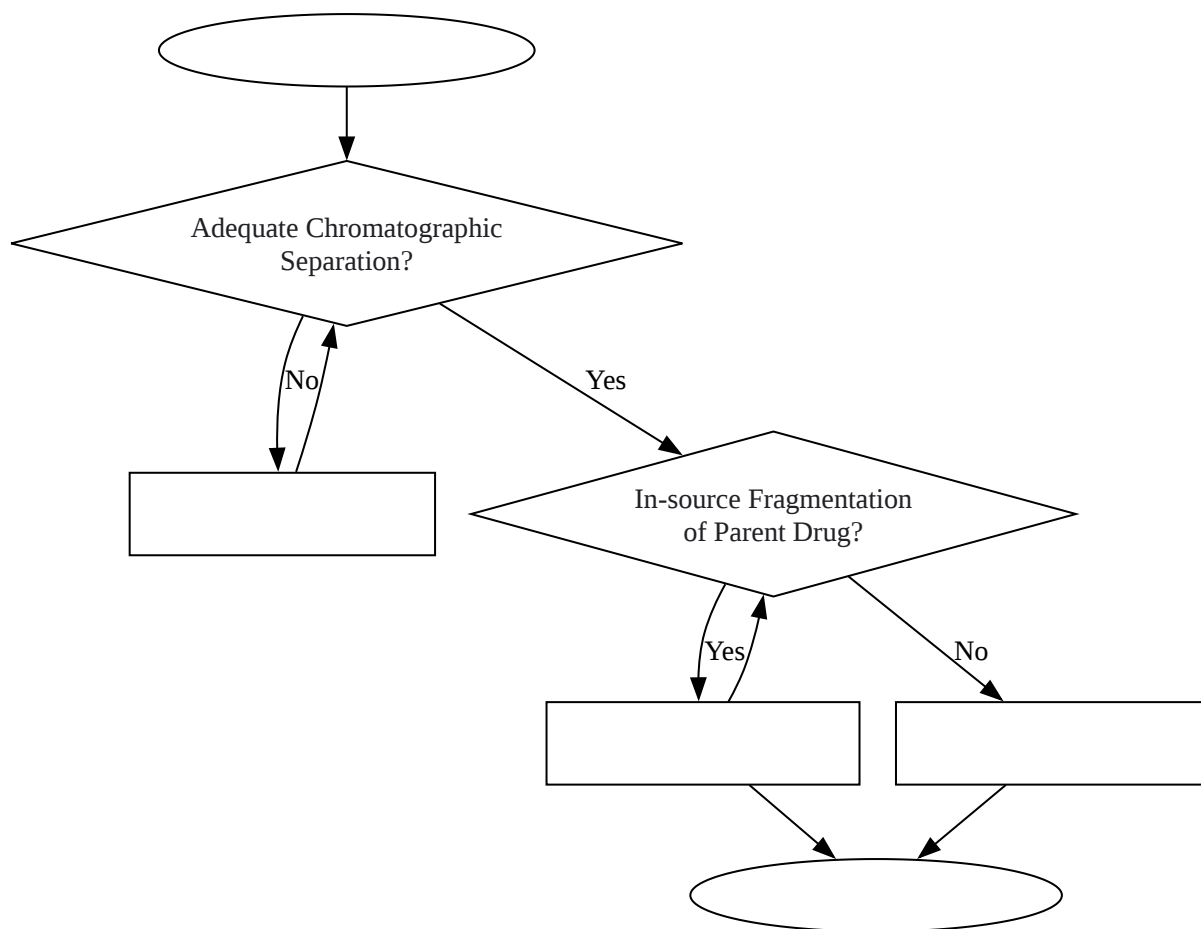 Adequate Chromatographic
Separation?
No
Yes
In-source Fragmentation
of Parent Drug?
Yes
No